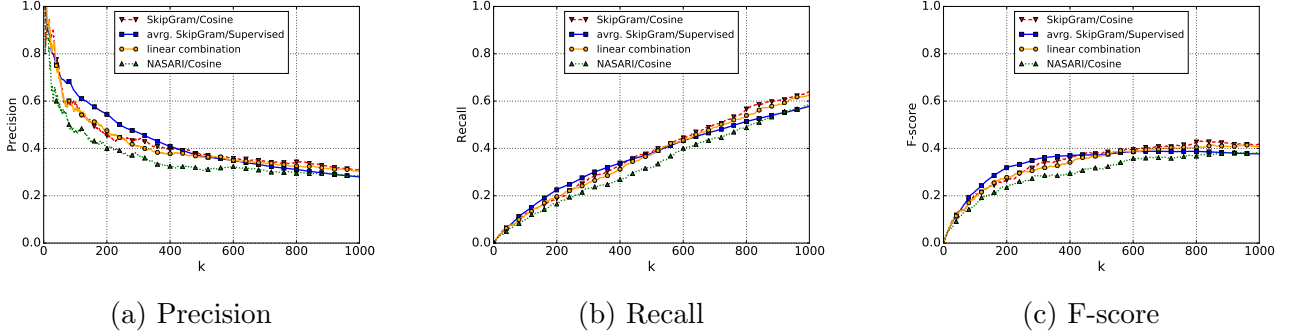 SkipGram/Cosine
avrg. SkipGram/Supervised
linear combination
NASARI/Cosine
Precision
1.0
0.8
0.6
0.4
0.2
0.0
0 200 400 600 800 1000
k
(a) Precision
SkipGram/Cosine
avrg. SkipGram/Supervised
linear combination
NASARI/Cosine
Recall
1.0
0.8
0.6
0.4
0.2
0.0
0 200 400 600 800 1000
k
(b) Recall
SkipGram/Cosine
avrg. SkipGram/Supervised
linear combination
NASARI/Cosine
F-score
1.0
0.8
0.6
0.4
0.2
0.0
0 200 400 600 800 1000
k
(c) F-score